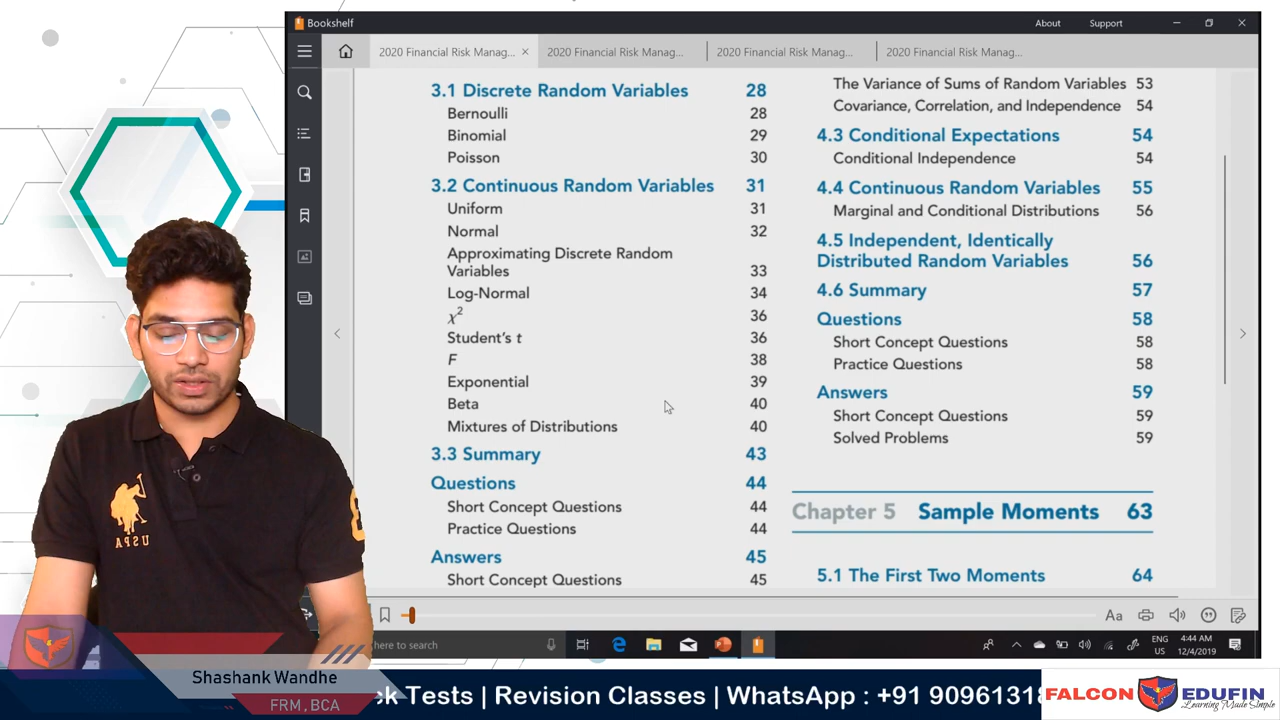 Bookshelf
About
Support
2020 Financial Risk Manag...
2020 Financial Risk Manag...
2020 Financial Risk Manag...
2020 Financial Risk Manag...
3.1 Discrete Random Variables 28
Bernoulli 28
Binomial 29
Poisson 30
3.2 Continuous Random Variables 31
Uniform 31
Normal 32
Approximating Discrete Random
Variables 33
Log-Normal 34
χ² 36
Student's t 36
F 38
Exponential 39
Beta 40
Mixtures of Distributions 40
3.3 Summary 43
Questions 44
Short Concept Questions 44
Practice Questions 44
Answers 45
Short Concept Questions 45
The Variance of Sums of Random Variables 53
Covariance, Correlation, and Independence 54
4.3 Conditional Expectations 54
Conditional Independence 54
4.4 Continuous Random Variables 55
Marginal and Conditional Distributions 56
4.5 Independent, Identically
Distributed Random Variables 56
4.6 Summary 57
Questions 58
Short Concept Questions 58
Practice Questions 58
Answers 59
Short Concept Questions 59
Solved Problems 59
Chapter 5 Sample Moments 63
5.1 The First Two Moments 64
Aa
here to search
ENG
US
4:44 AM
12/4/2019
USPA
Shashank Wandhe
FRM, BCA
ck-Tests | Revision Classes | WhatsApp : +91 9096131
FALCON EDUFIN
Learning Made Simple